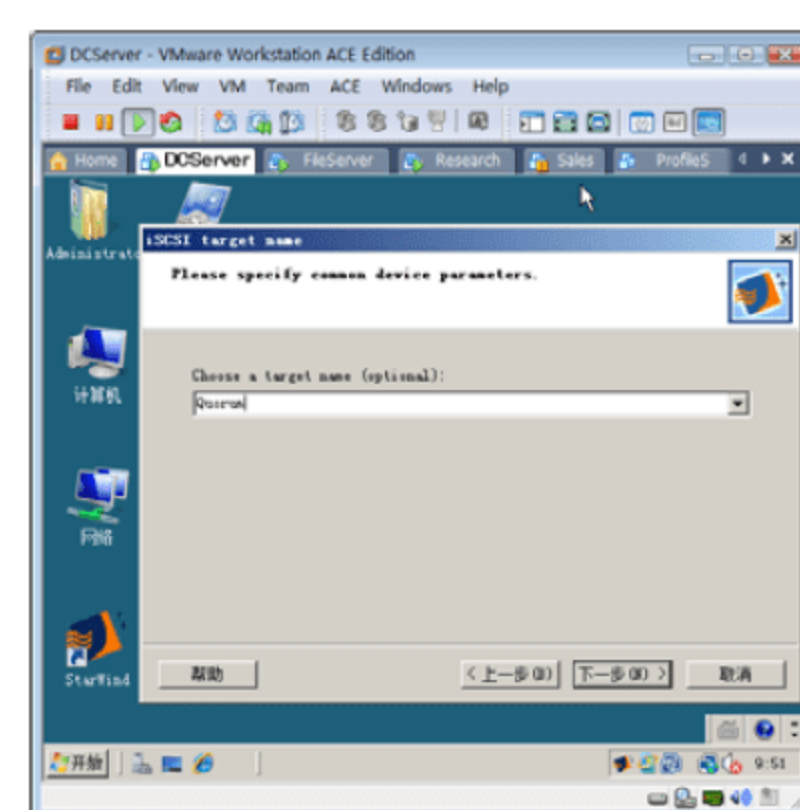 DCServer - VMware Workstation ACE Edition
File Edit View VM Team ACE Windows Help
Home DCServer FileServer Research Sales ProfileS
Administrato
iSCSI target name
Please specify common device parameters.
Choose a target name (optional):
Quorum
计算机
网络
StarWind
帮助 <上一步(B) 下一步(N)> 取消
开始 9:51